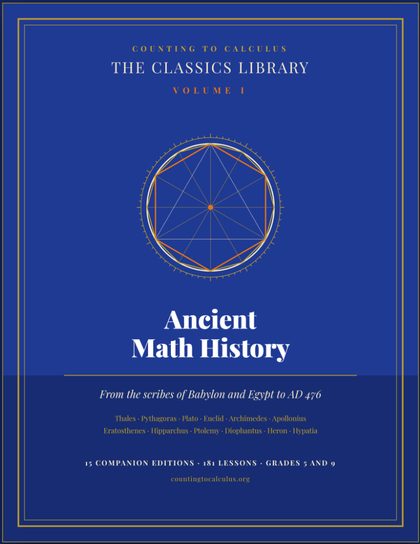 COUNTING TO CALCULUS
THE CLASSICS LIBRARY
VOLUME I
Ancient
Math History
From the scribes of Babylon and Egypt to AD 476
Thales · Pythagoras · Plato · Euclid · Archimedes · Apollonius
Eratosthenes · Hipparchus · Ptolemy · Diophantus · Heron · Hypatia
15 COMPANION EDITIONS · 181 LESSONS · GRADES 5 AND 9
countingtocalculus.org